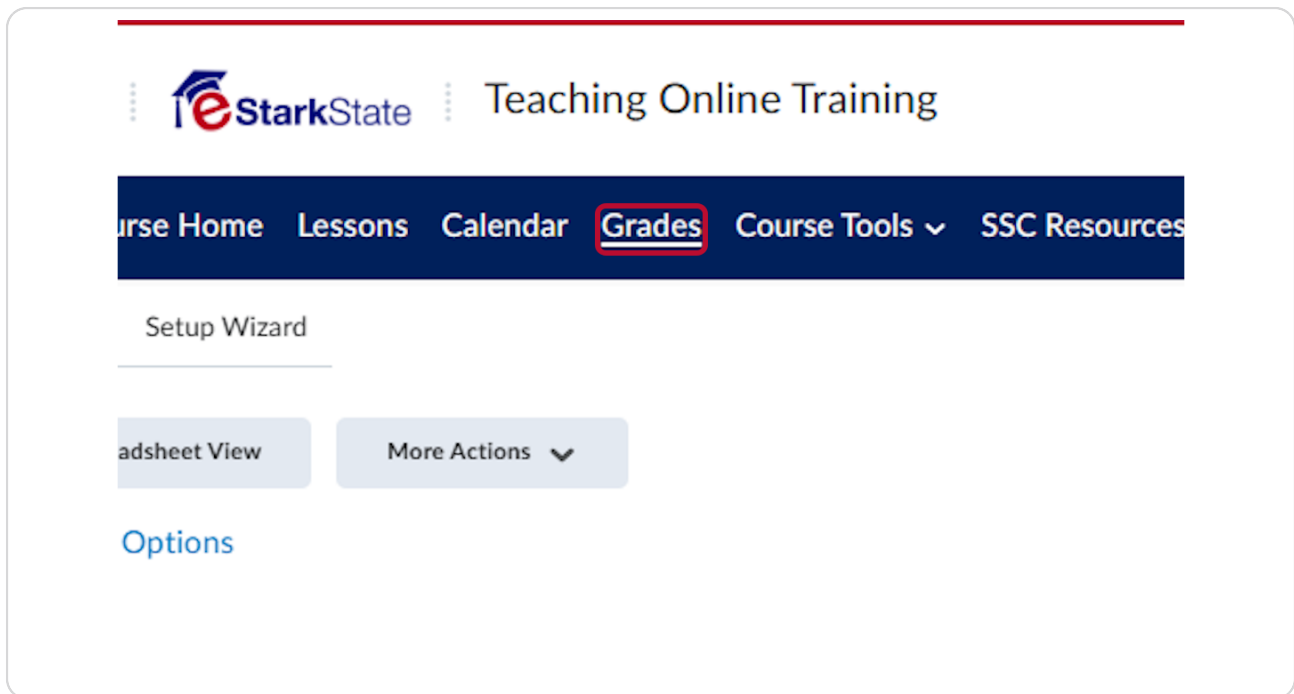 eStarkState Teaching Online Training
urse Home Lessons Calendar Grades Course Tools SSC Resources
Setup Wizard
adsheet View More Actions
Options